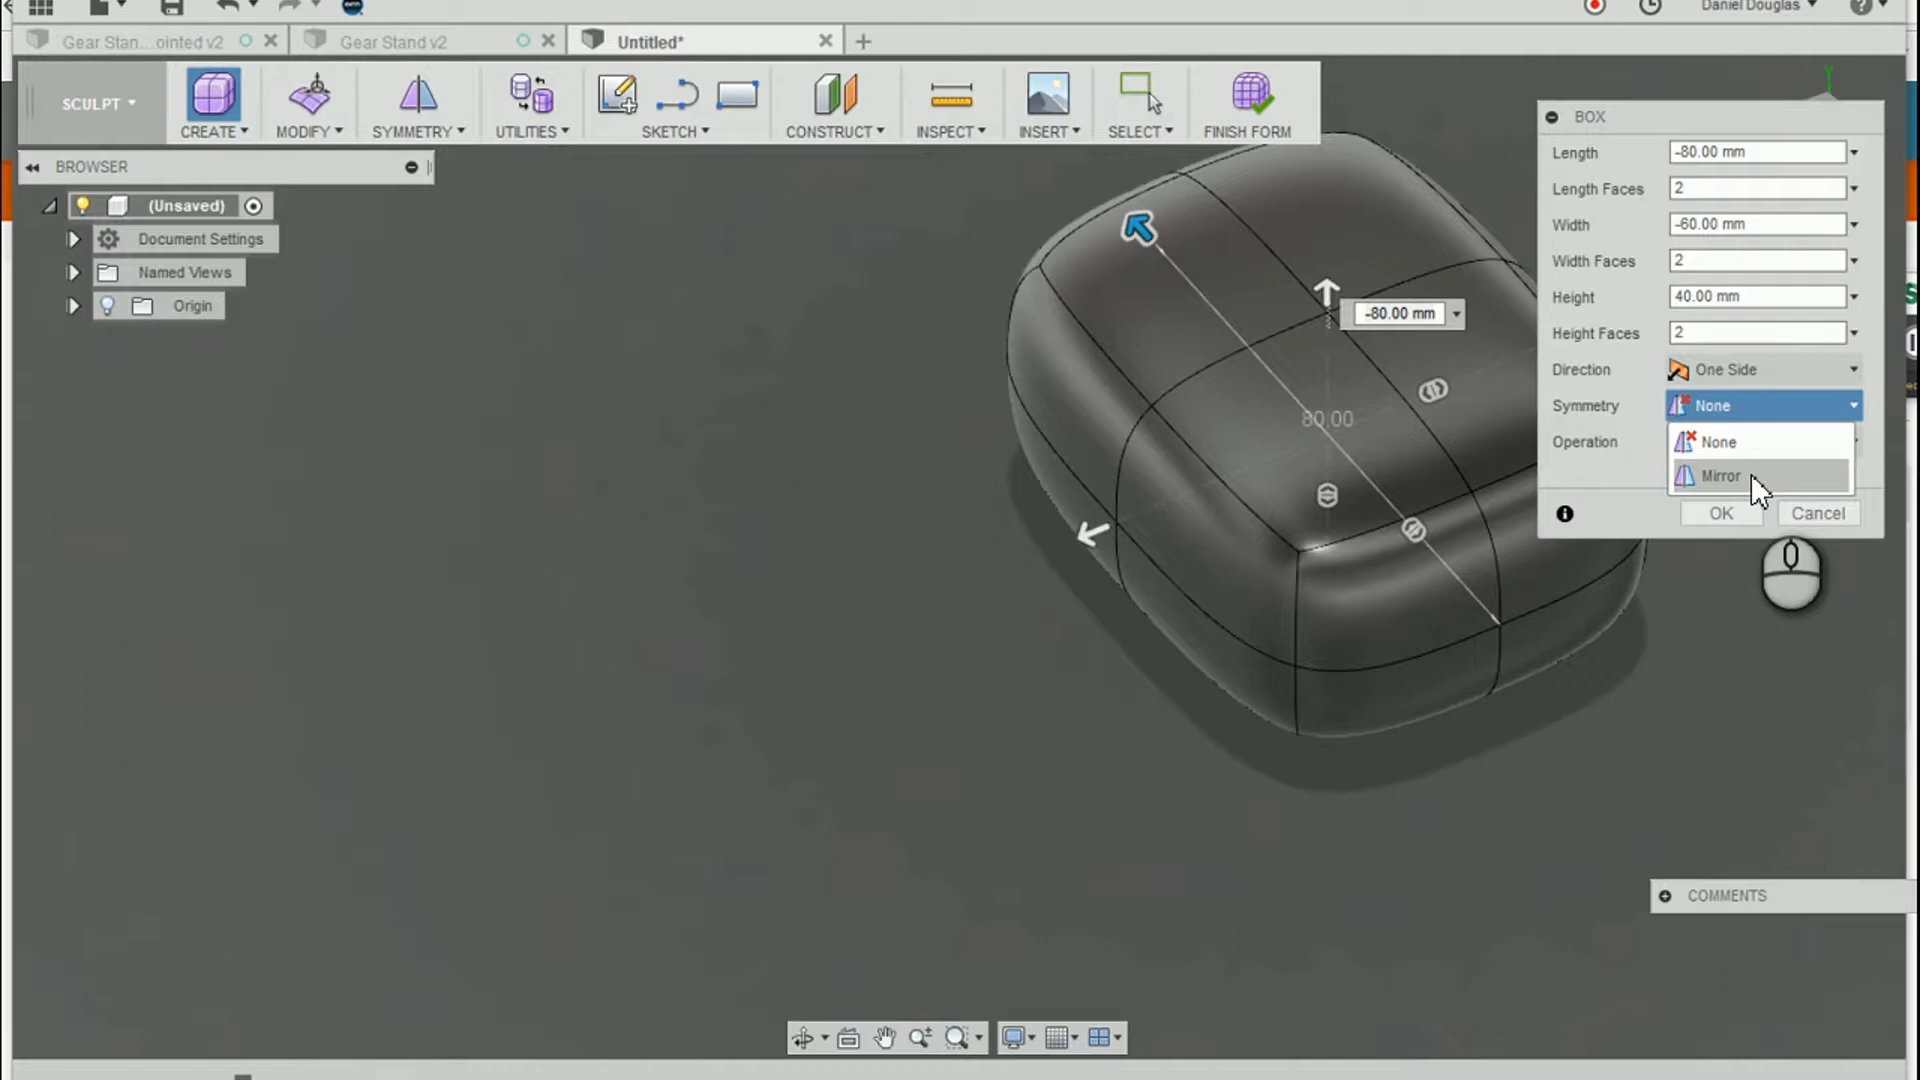 Daniel Douglas
Gear Stan...ointed v2
Gear Stand v2
Untitled*
SCULPT
CREATE
MODIFY
SYMMETRY
UTILITIES
SKETCH
CONSTRUCT
INSPECT
INSERT
SELECT
FINISH FORM
BROWSER
(Unsaved)
Document Settings
Named Views
Origin
BOX
Length -80.00 mm
Length Faces 2
Width -60.00 mm
Width Faces 2
Height 40.00 mm
Height Faces 2
Direction One Side
Symmetry None
None
Operation
Mirror
OK Cancel
-80.00 mm
80.00
COMMENTS